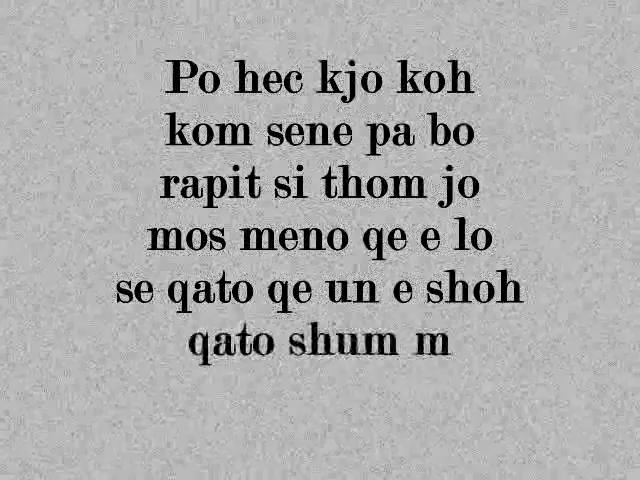 Po hec kjo koh
kom sene pa bo
rapit si thom jo
mos meno qe e lo
se qato qe un e shoh
qato shum m